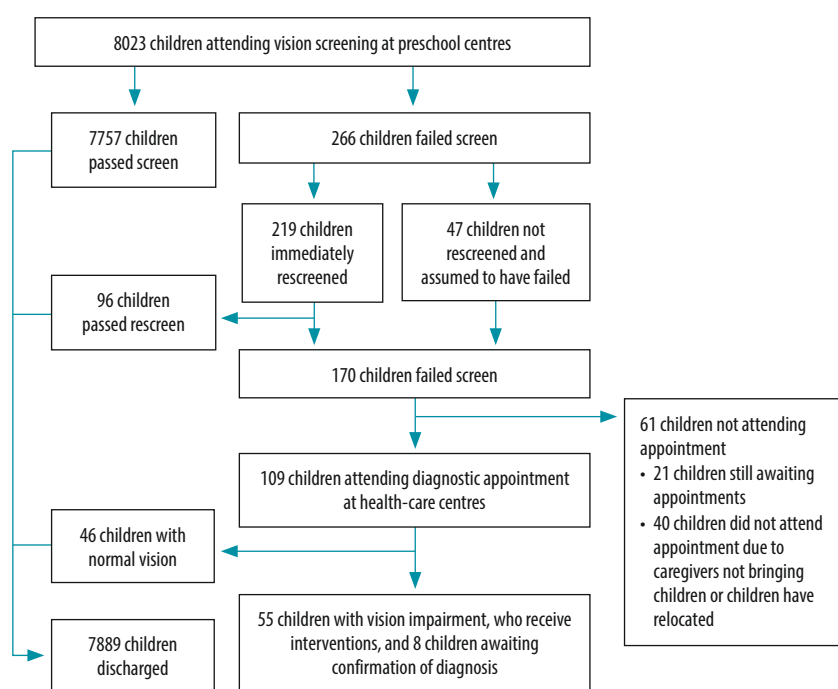 8023 children attending vision screening at preschool centres
7757 children
passed screen
266 children failed screen
219 children
immediately
rescreened
47 children not
rescreened and
assumed to have failed
96 children
passed rescreen
170 children failed screen
61 children not attending
appointment
• 21 children still awaiting
appointments
• 40 children did not attend
appointment due to
caregivers not bringing
children or children have
relocated
109 children attending diagnostic appointment
at health-care centres
46 children with
normal vision
55 children with vision impairment, who receive
interventions, and 8 children awaiting
confirmation of diagnosis
7889 children
discharged